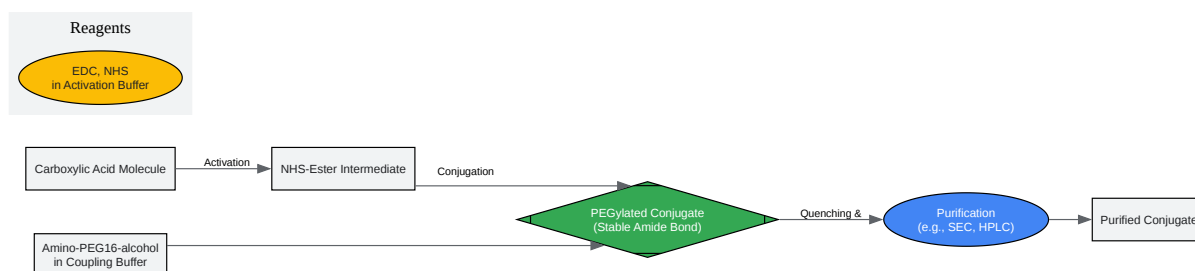 Reagents
EDC, NHS
in Activation Buffer
Carboxylic Acid Molecule
Activation
NHS-Ester Intermediate
Conjugation
Amino-PEG16-alcohol
in Coupling Buffer
PEGylated Conjugate
(Stable Amide Bond)
Quenching &
Purification
(e.g., SEC, HPLC)
Purified Conjugate